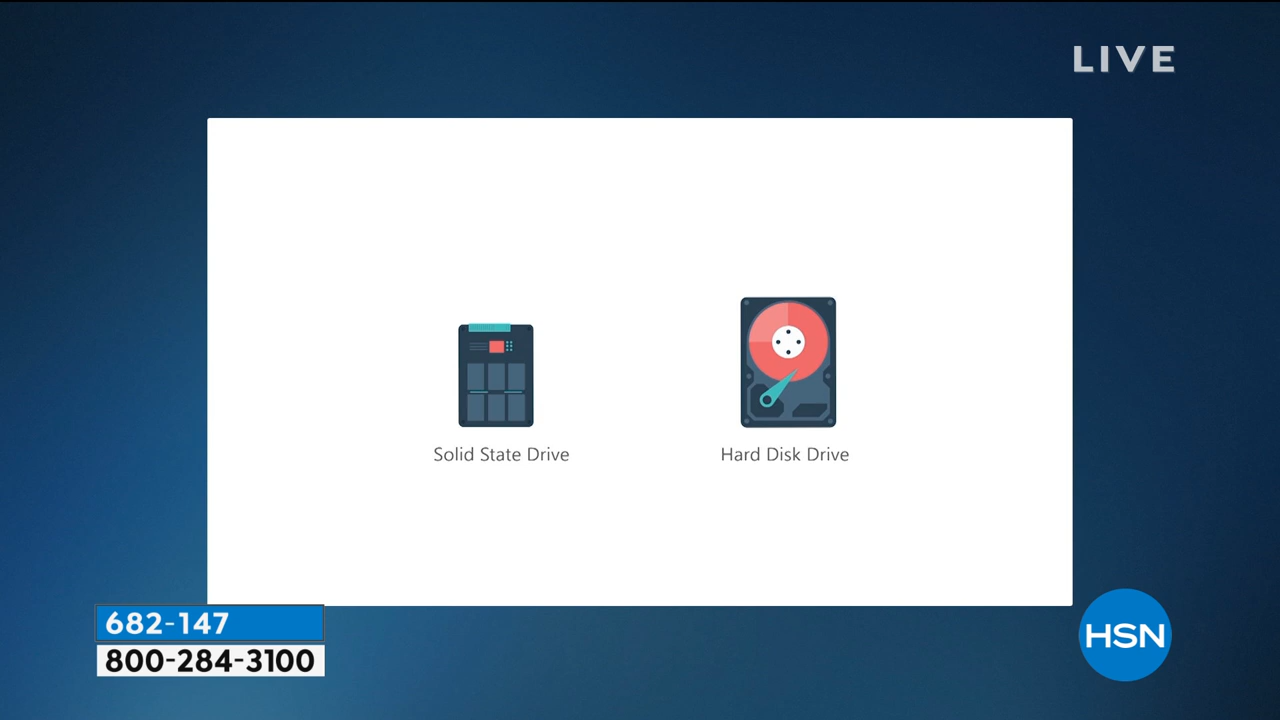 LIVE
Solid State Drive
Hard Disk Drive
682-147
800-284-3100
HSN